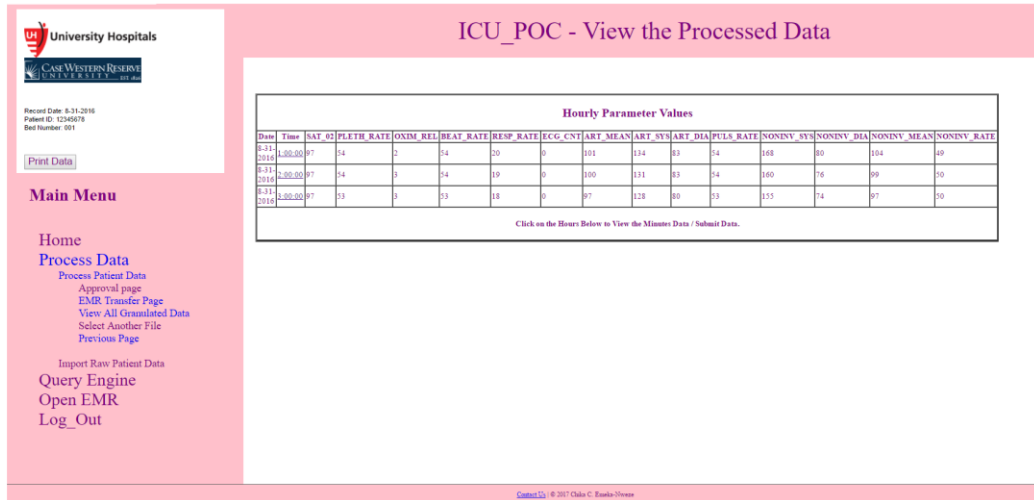 University Hospitals
CASE WESTERN RESERVE
UNIVERSITY
Record Date: 8-31-2016
Patient ID: 12345678
Bed Number: 001
Print Data
Main Menu
Home
Process Data
Process Patient Data
Approval page
EMR Transfer Page
View All Granulated Data
Select Another File
Previous Page
Import Raw Patient Data
Query Engine
Open EMR
Log_Out
ICU_POC - View the Processed Data
Hourly Parameter Values
Date Time SAT_02 PLETH_RATE OXIM_REL BEAT_RATE RESP_RATE ECG_CNT ART_MEAN ART_SYS ART_DIA PULS_RATE NONINV_SYS NONINV_DIA NONINV_MEAN NONINV_RATE
8-31-2016 1:00:00 97 54 2 54 20 0 101 134 83 54 168 80 104 49
8-31-2016 2:00:00 97 54 3 54 19 0 100 131 83 54 160 76 99 50
8-31-2016 3:00:00 97 53 3 53 18 0 97 128 80 53 155 74 97 50
Click on the Hours Below to View the Minutes Data / Submit Data.
Contact Us | © 2017 Chika C. Emeka-Nweze